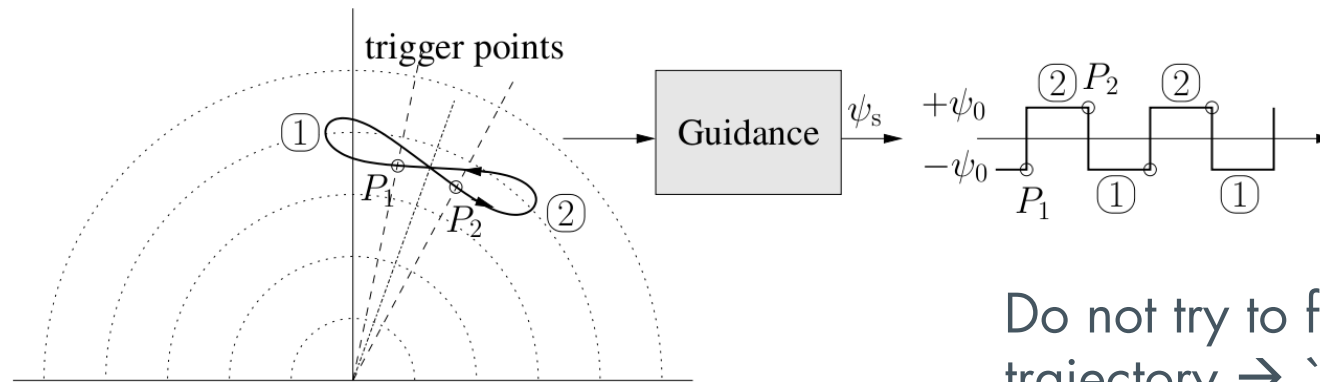 trigger points
①
P₁
P₂
②
Guidance
ψₛ
+ψ₀
−ψ₀
② P₂ ②
P₁ ① ①
Do not try to f
trajectory →